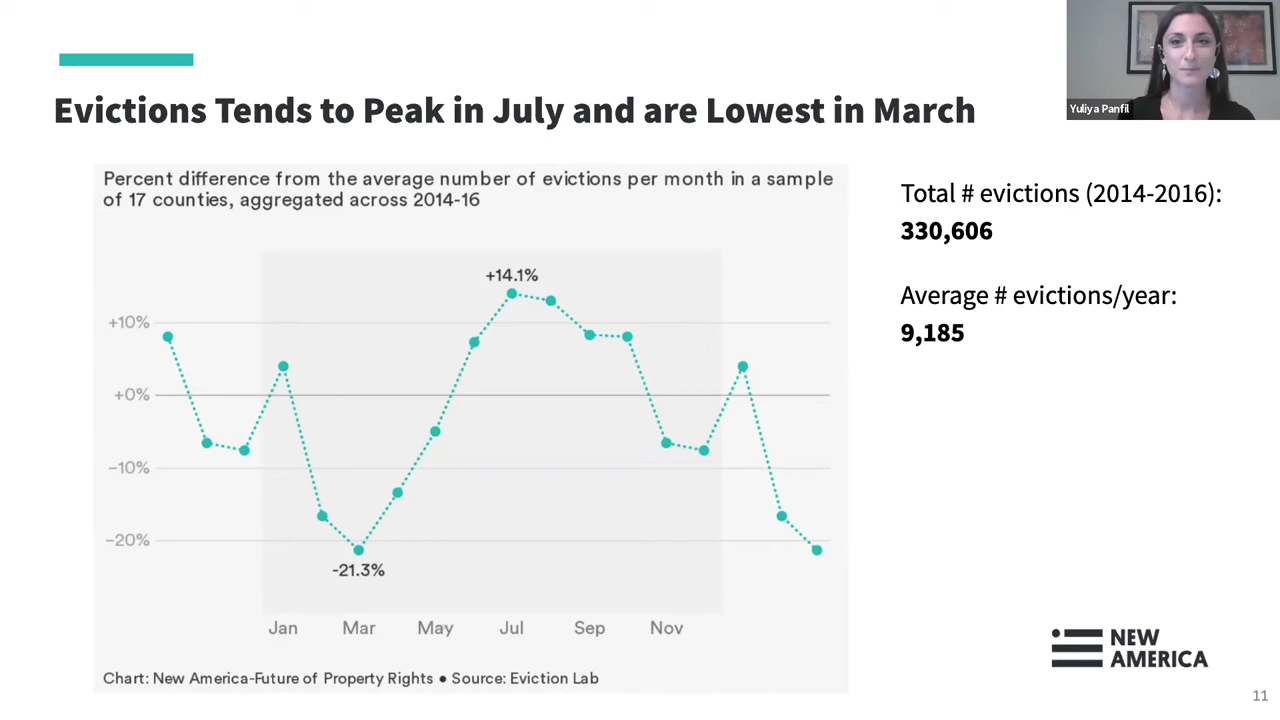 Yuliya Panfil
Evictions Tends to Peak in July and are Lowest in March
Percent difference from the average number of evictions per month in a sample
of 17 counties, aggregated across 2014-16
+14.1%
+10%
+0%
−10%
−20%
-21.3%
Jan Mar May Jul Sep Nov
Chart: New America-Future of Property Rights ● Source: Eviction Lab
Total # evictions (2014-2016):
330,606
Average # evictions/year:
9,185
NEW
AMERICA
11